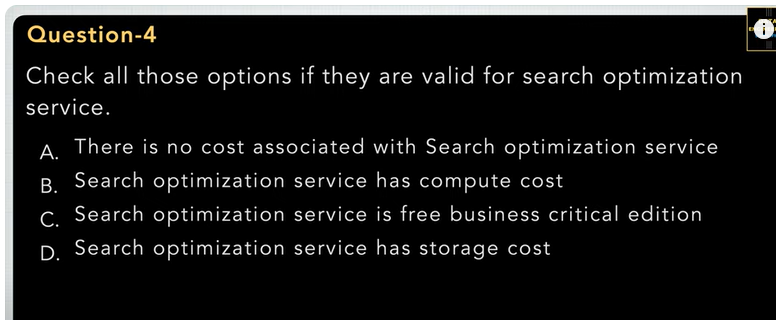 Question-4
Check all those options if they are valid for search optimization
service.
A. There is no cost associated with Search optimization service
B. Search optimization service has compute cost
C. Search optimization service is free business critical edition
D. Search optimization service has storage cost